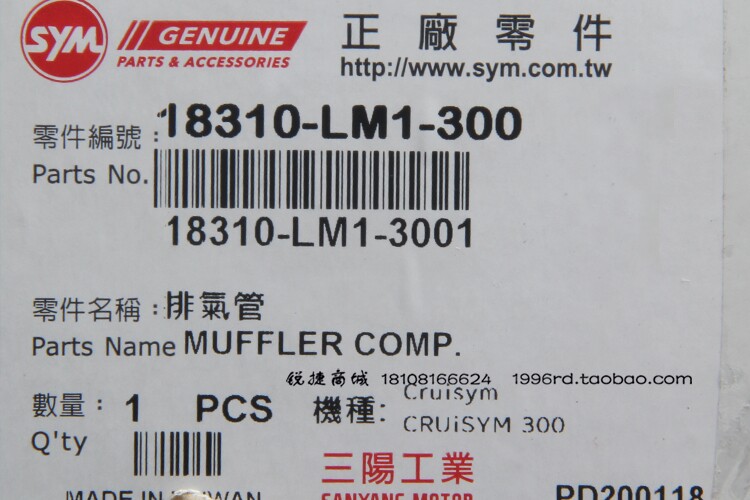 SYM GENUINE
PARTS & ACCESSORIES
正廠零件
http://www.sym.com.tw
零件編號：18310-LM1-300
Parts No.
18310-LM1-3001
零件名稱：排氣管
Parts Name MUFFLER COMP.
锐捷商城 18108166624 1996rd.taobao.com
數量：1 PCS 機種: Cruisym
Q'ty CRUiSYM 300
三陽工業
MADE IN TAIWAN SANYANG MOTOR PD200118